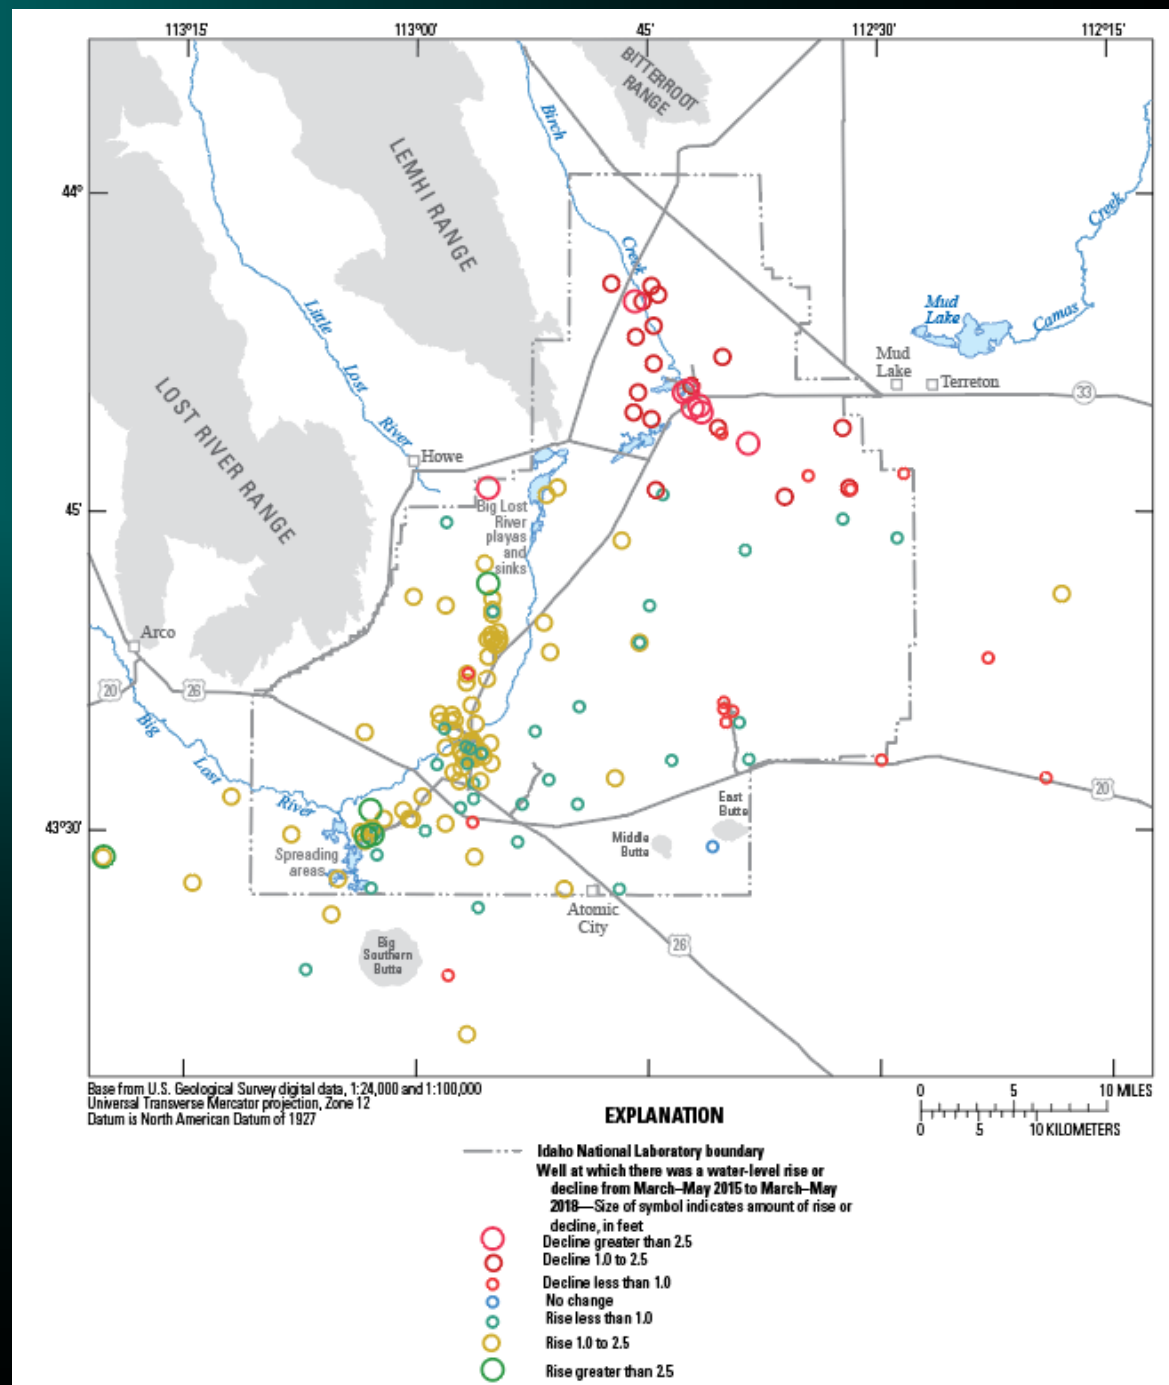 113°15'
113°00'
45'
112°30'
112°15'
BITTERROOT
RANGE
Birch
Creek
LEMHI RANGE
44°
Creek
Camas
Mud
Lake
Mud
Lake
Terreton
33
Little
Lost
River
LOST RIVER RANGE
Howe
45'
Big Lost
River
playas
and
sinks
Arco
20
26
Big
Lost
River
20
East
Butte
Middle
Butte
43°30'
Spreading
areas
Atomic
City
26
Big
Southern
Butte
Base from U.S. Geological Survey digital data, 1:24,000 and 1:100,000
Universal Transverse Mercator projection, Zone 12
Datum is North American Datum of 1927
0 5 10 MILES
0 5 10 KILOMETERS
EXPLANATION
Idaho National Laboratory boundary
Well at which there was a water-level rise or
decline from March–May 2015 to March–May
2018—Size of symbol indicates amount of rise or
decline, in feet
Decline greater than 2.5
Decline 1.0 to 2.5
Decline less than 1.0
No change
Rise less than 1.0
Rise 1.0 to 2.5
Rise greater than 2.5